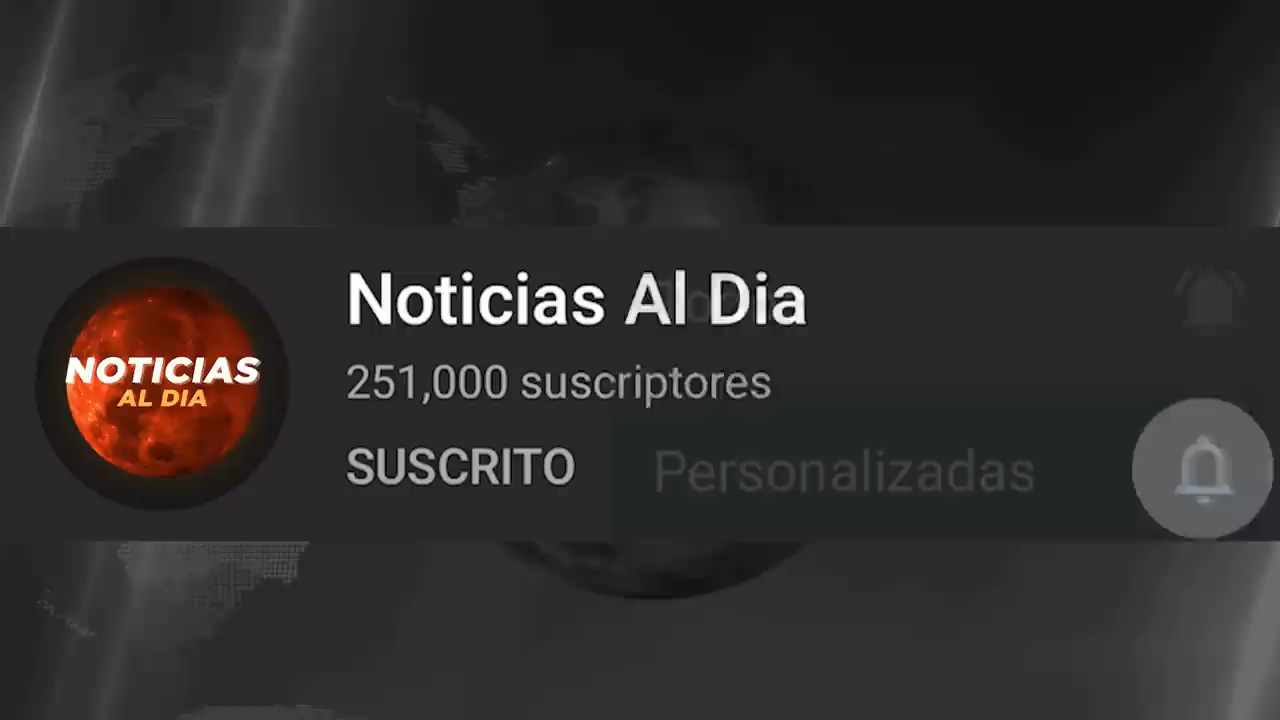 Noticias Al Dia
251,000 suscriptores
SUSCRITO
Personalizadas
NOTICIAS
AL DIA